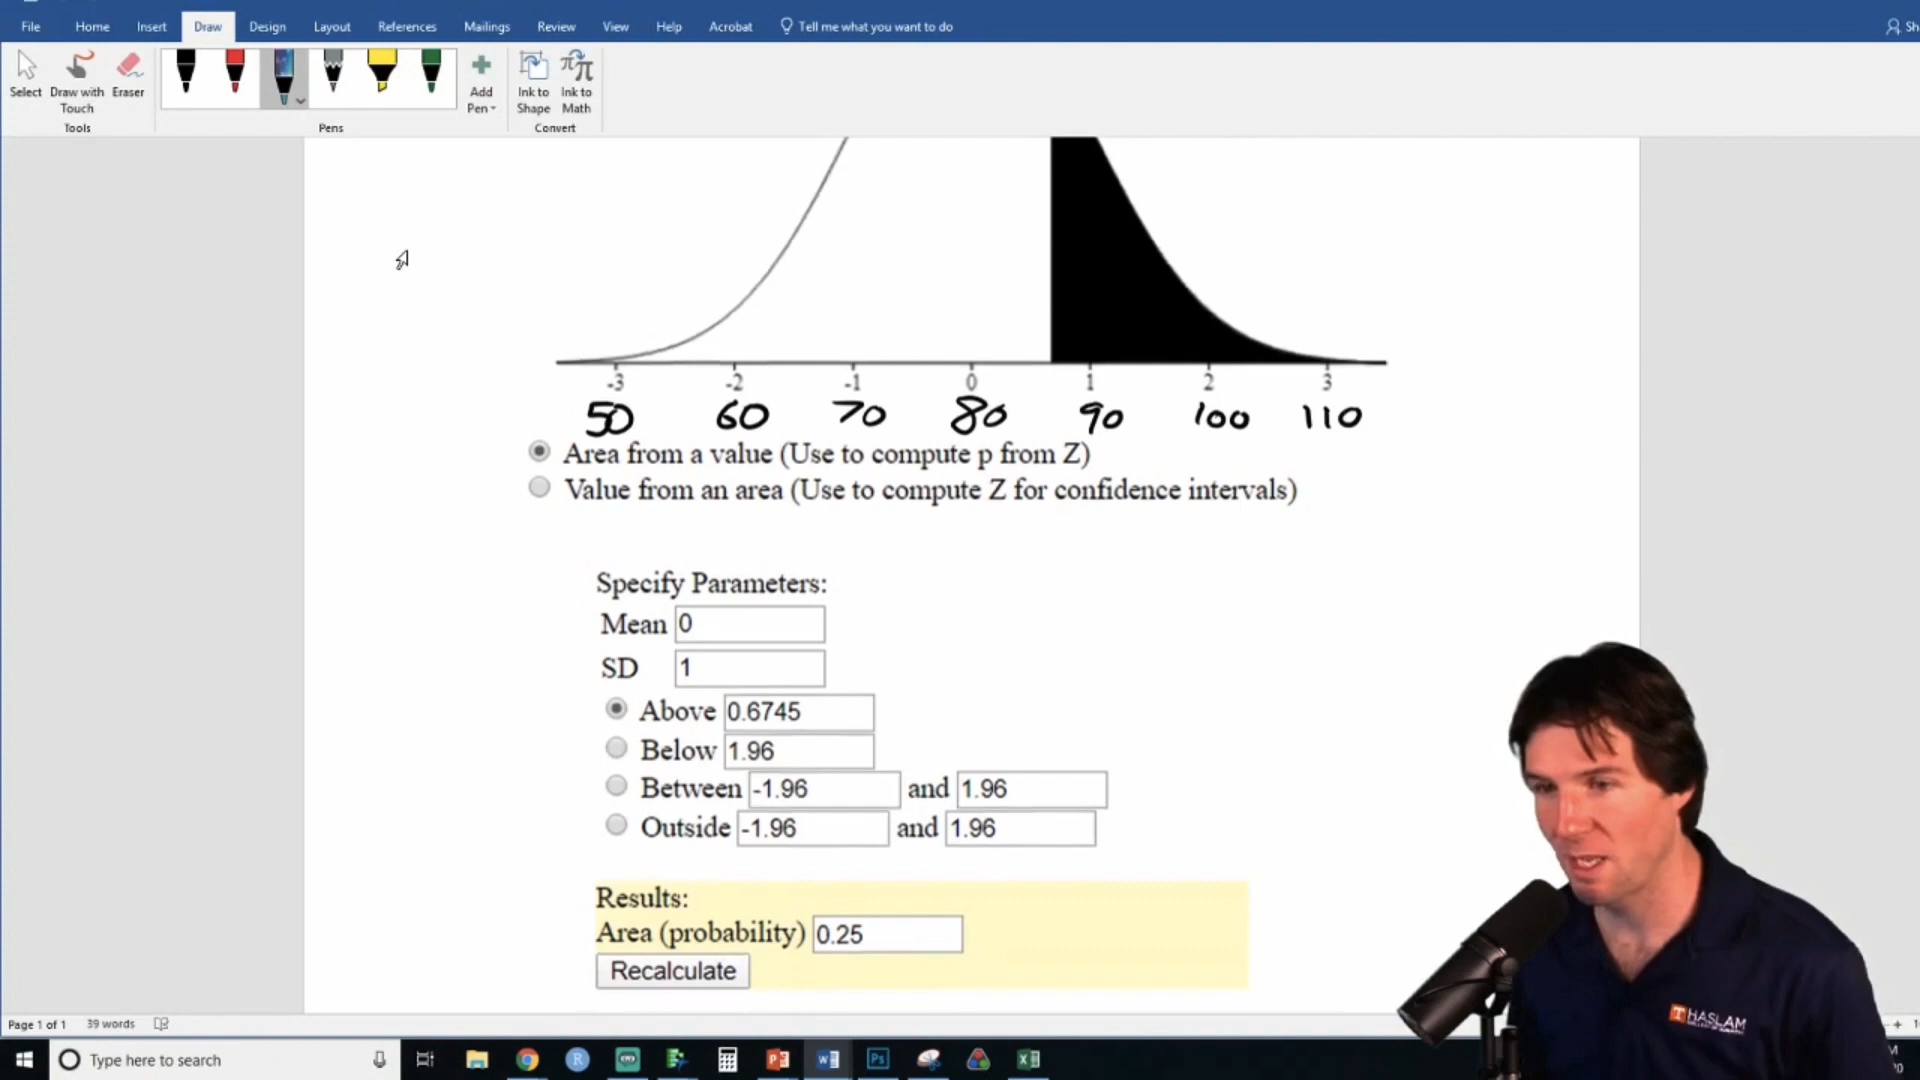 File Home Insert Draw Design Layout References Mailings Review View Help Acrobat Tell me what you want to do Sh
Select Draw with Touch Eraser Add Pen Ink to Shape Ink to Math
Tools Pens Convert
-3 -2 -1 0 1 2 3
50 60 70 80 90 100 110
Area from a value (Use to compute p from Z)
Value from an area (Use to compute Z for confidence intervals)
Specify Parameters:
Mean 0
SD 1
Above 0.6745
Below 1.96
Between -1.96 and 1.96
Outside -1.96 and 1.96
Results:
Area (probability) 0.25
Recalculate
T HASLAM
Page 1 of 1 39 words
Type here to search